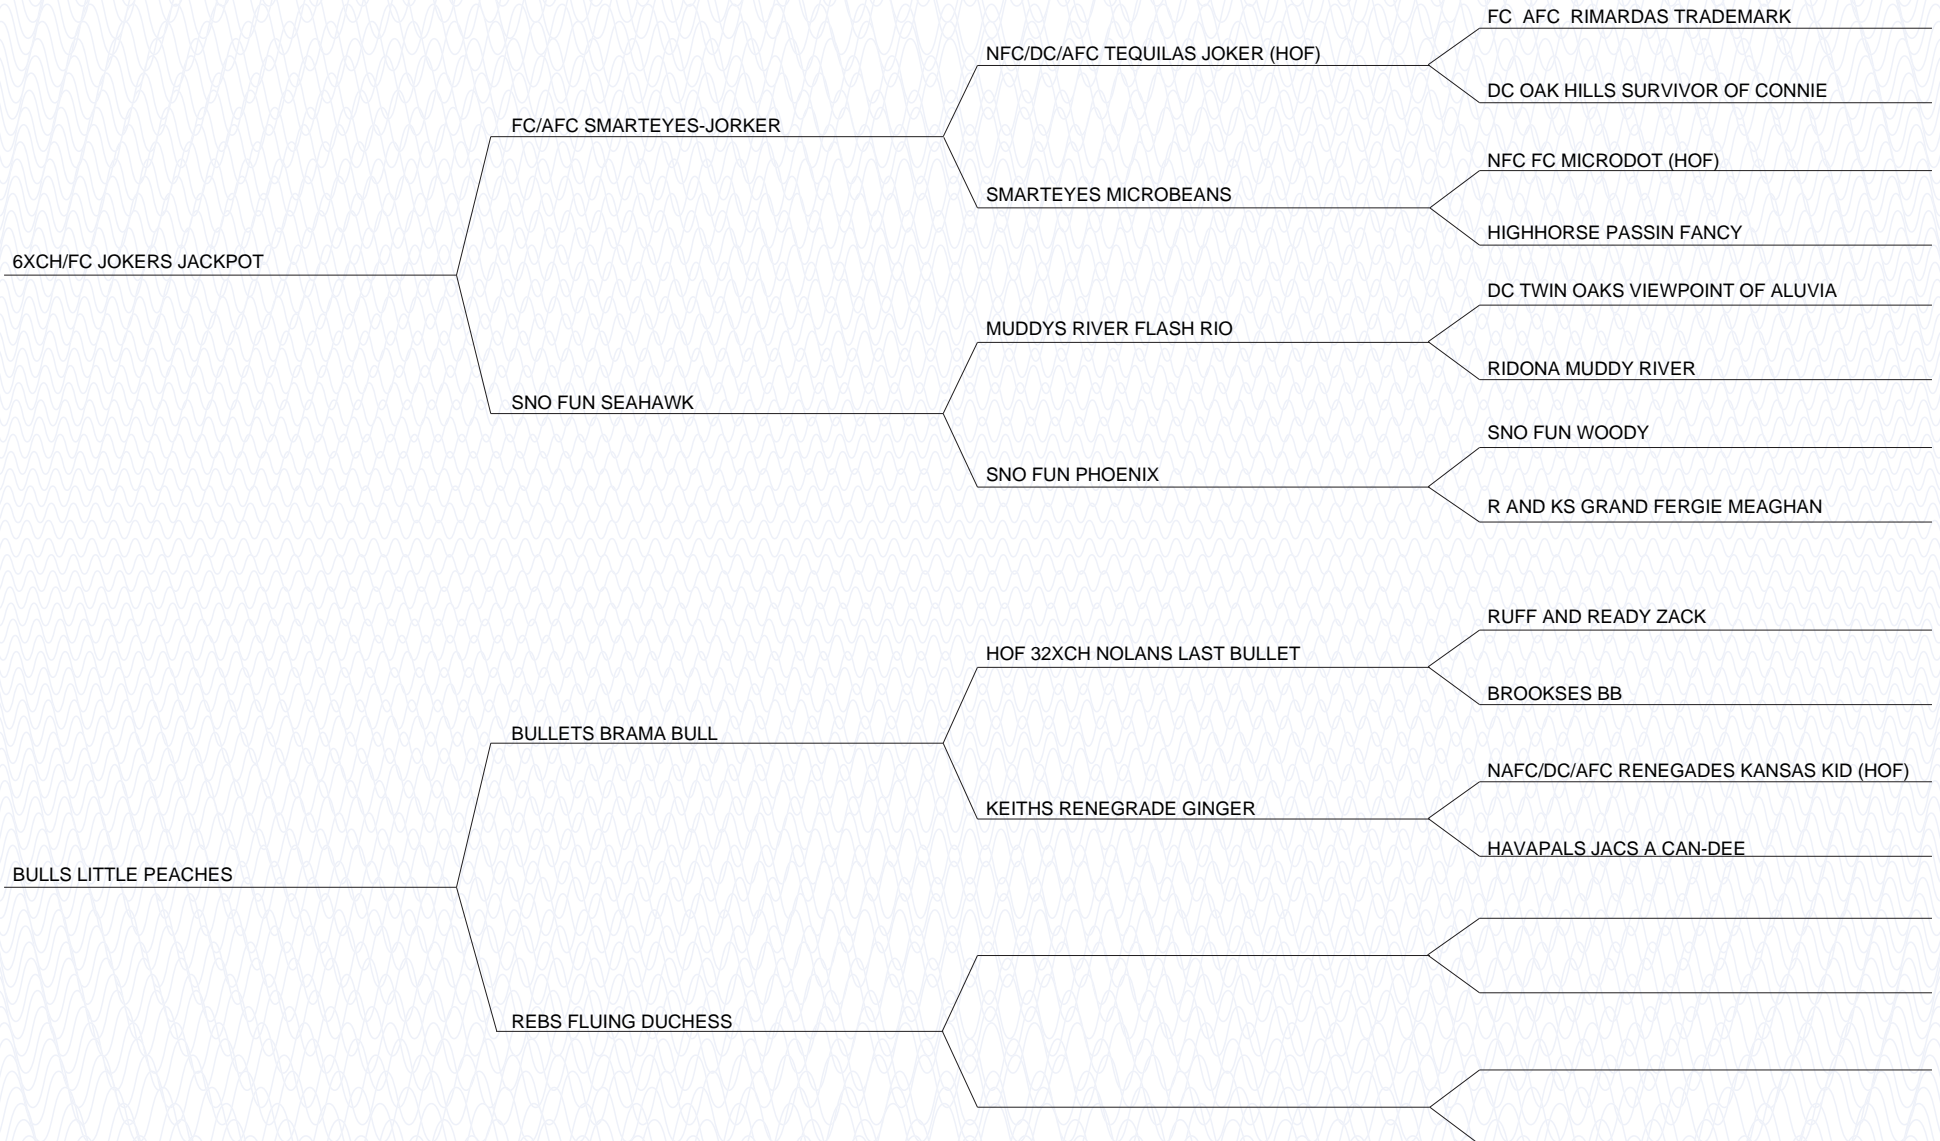 FC  AFC  RIMARDAS TRADEMARK
NFC/DC/AFC TEQUILAS JOKER (HOF)
DC OAK HILLS SURVIVOR OF CONNIE
FC/AFC SMARTEYES-JORKER
NFC FC MICRODOT (HOF)
SMARTEYES MICROBEANS
HIGHHORSE PASSIN FANCY
6XCH/FC JOKERS JACKPOT
DC TWIN OAKS VIEWPOINT OF ALUVIA
MUDDYS RIVER FLASH RIO
RIDONA MUDDY RIVER
SNO FUN SEAHAWK
SNO FUN WOODY
SNO FUN PHOENIX
R AND KS GRAND FERGIE MEAGHAN
RUFF AND READY ZACK
HOF 32XCH NOLANS LAST BULLET
BROOKSES BB
BULLETS BRAMA BULL
NAFC/DC/AFC RENEGADES KANSAS KID (HOF)
KEITHS RENEGRADE GINGER
HAVAPALS JACS A CAN-DEE
BULLS LITTLE PEACHES
REBS FLUING DUCHESS